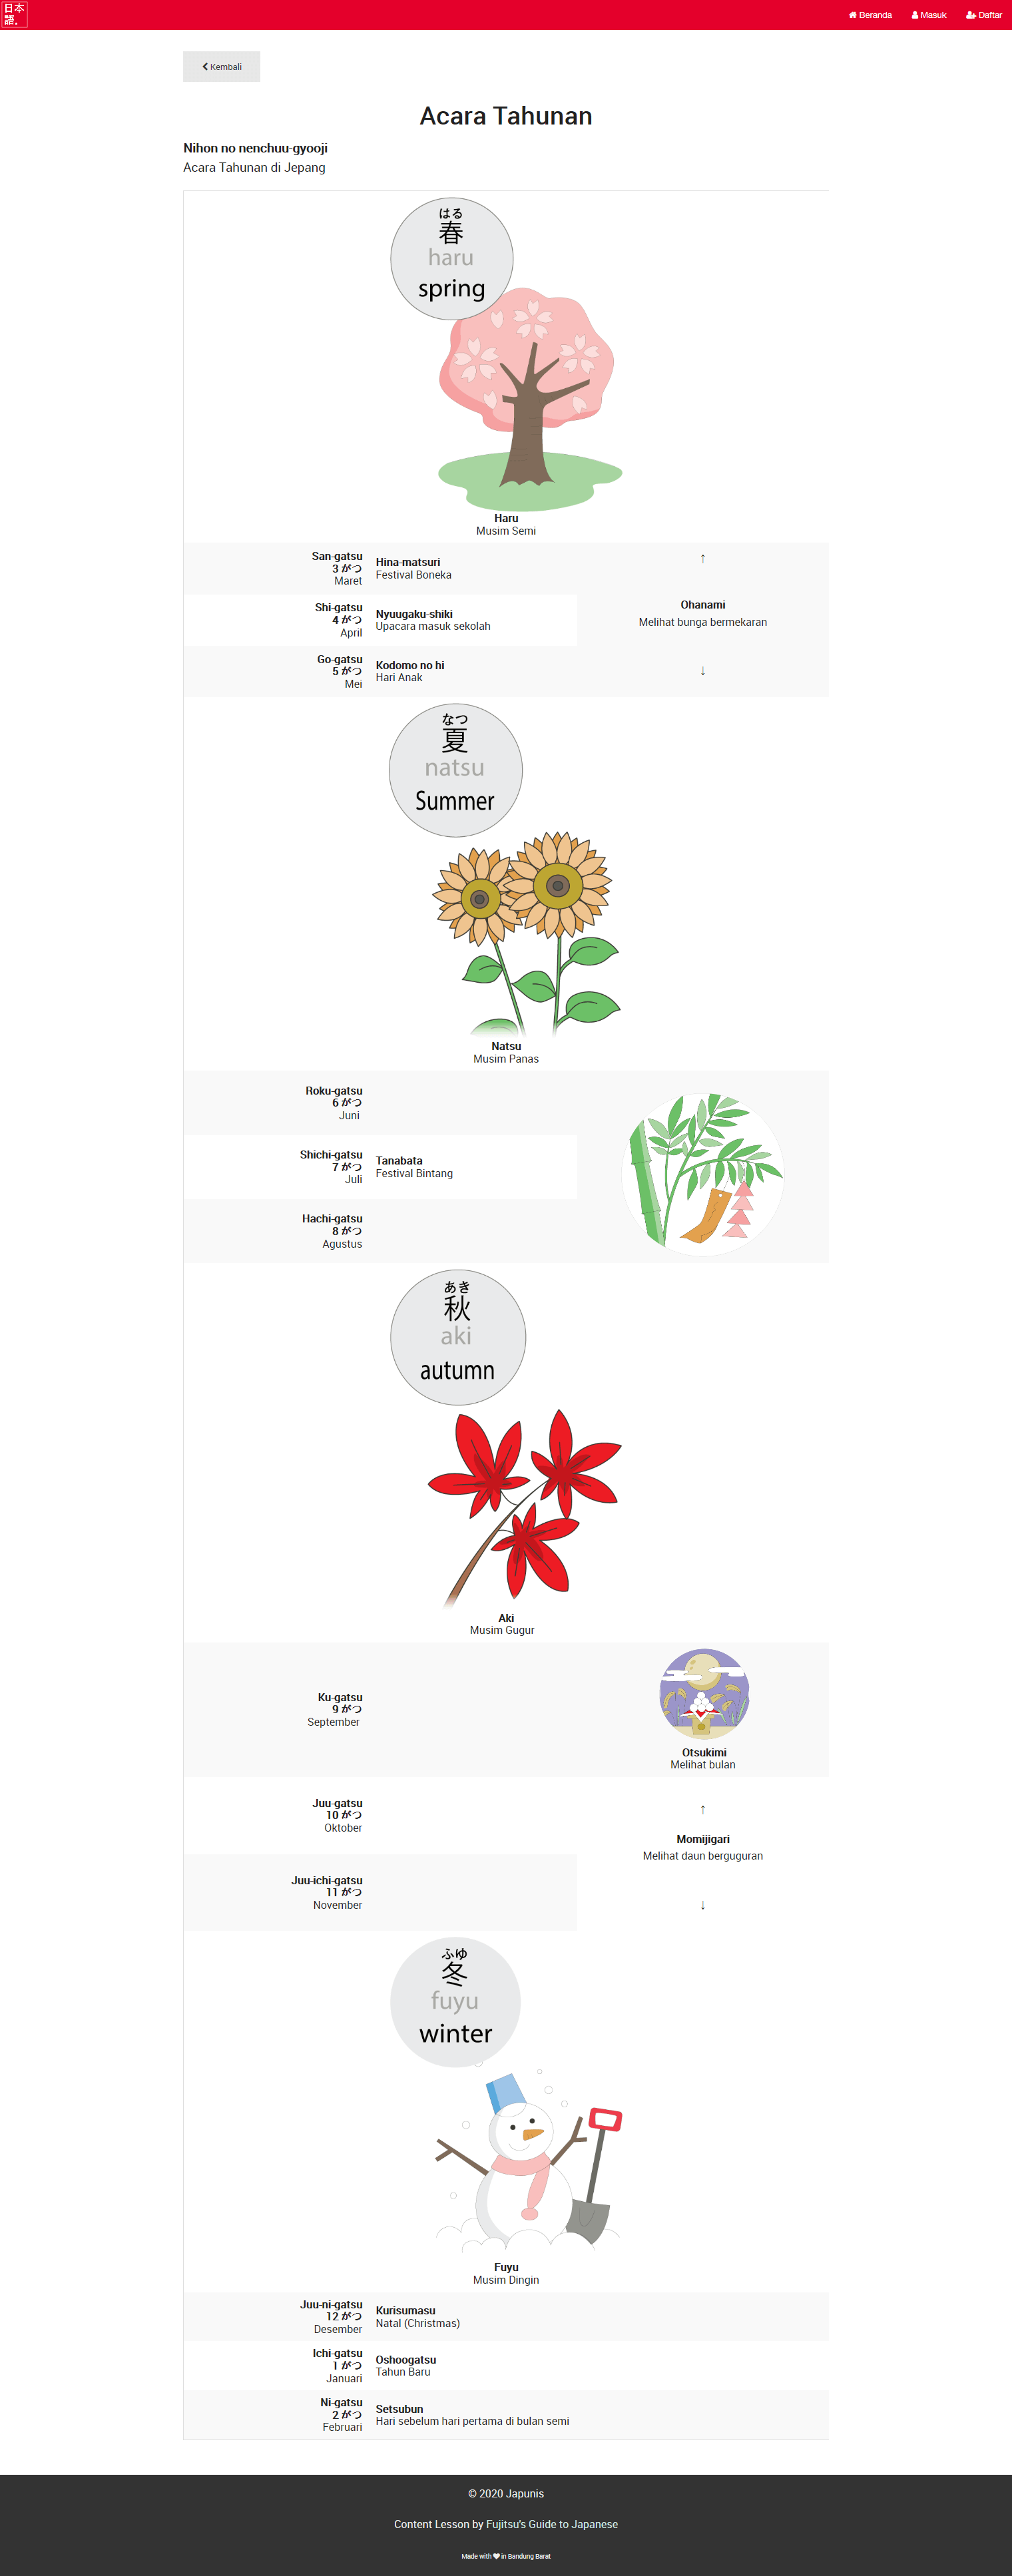 日本
語.
Beranda
Masuk
Daftar
Kembali
Acara Tahunan
Nihon no nenchuu-gyooji
Acara Tahunan di Jepang
はる
春
haru
spring
Haru
Musim Semi
San-gatsu
3 がつ
Maret
Hina-matsuri
Festival Boneka
↑
Shi-gatsu
4 がつ
April
Nyuugaku-shiki
Upacara masuk sekolah
Ohanami
Melihat bunga bermekaran
Go-gatsu
5 がつ
Mei
Kodomo no hi
Hari Anak
↓
なつ
夏
natsu
Summer
Natsu
Musim Panas
Roku-gatsu
6 がつ
Juni
Shichi-gatsu
7 がつ
Juli
Tanabata
Festival Bintang
Hachi-gatsu
8 がつ
Agustus
あき
秋
aki
autumn
Aki
Musim Gugur
Ku-gatsu
9 がつ
September
Otsukimi
Melihat bulan
Juu-gatsu
10 がつ
Oktober
↑
Momijigari
Melihat daun berguguran
Juu-ichi-gatsu
11 がつ
November
↓
ふゆ
冬
fuyu
winter
Fuyu
Musim Dingin
Juu-ni-gatsu
12 がつ
Desember
Kurisumasu
Natal (Christmas)
Ichi-gatsu
1 がつ
Januari
Oshoogatsu
Tahun Baru
Ni-gatsu
2 がつ
Februari
Setsubun
Hari sebelum hari pertama di bulan semi
© 2020 Japunis
Content Lesson by Fujitsu's Guide to Japanese
Made with ♥ in Bandung Barat